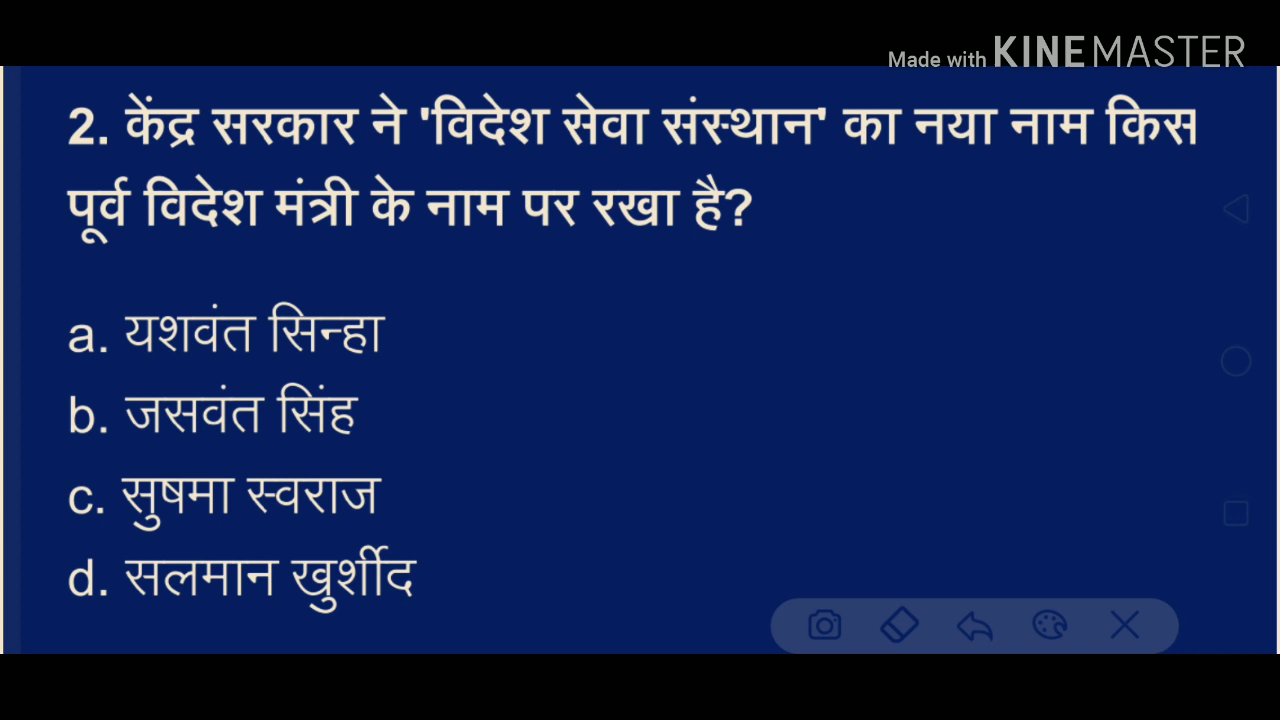 Made with KINEMASTER
2. केंद्र सरकार ने 'विदेश सेवा संस्थान' का नया नाम किस
पूर्व विदेश मंत्री के नाम पर रखा है?
a. यशवंत सिन्हा
b. जसवंत सिंह
c. सुषमा स्वराज
d. सलमान खुर्शीद